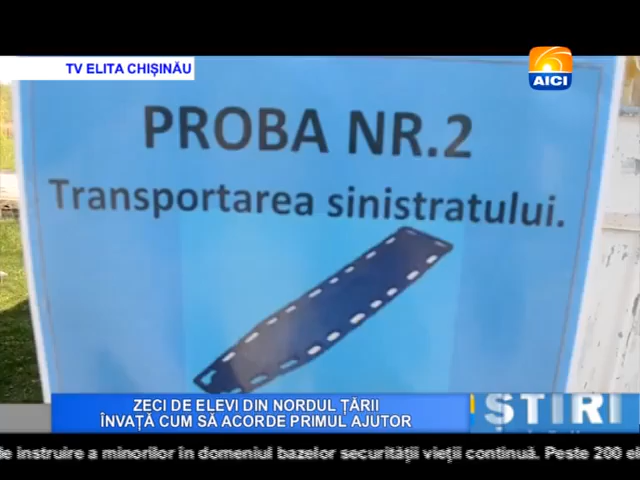 TV ELITA CHIȘINĂU
AICI
PROBA NR.2
Transportarea sinistratului.
ZECI DE ELEVI DIN NORDUL ȚĂRII
ÎNVAȚĂ CUM SĂ ACORDE PRIMUL AJUTOR
ȘTIRI
de instruire a minorilor în domeniul bazelor securității vieții continuă. Peste 200